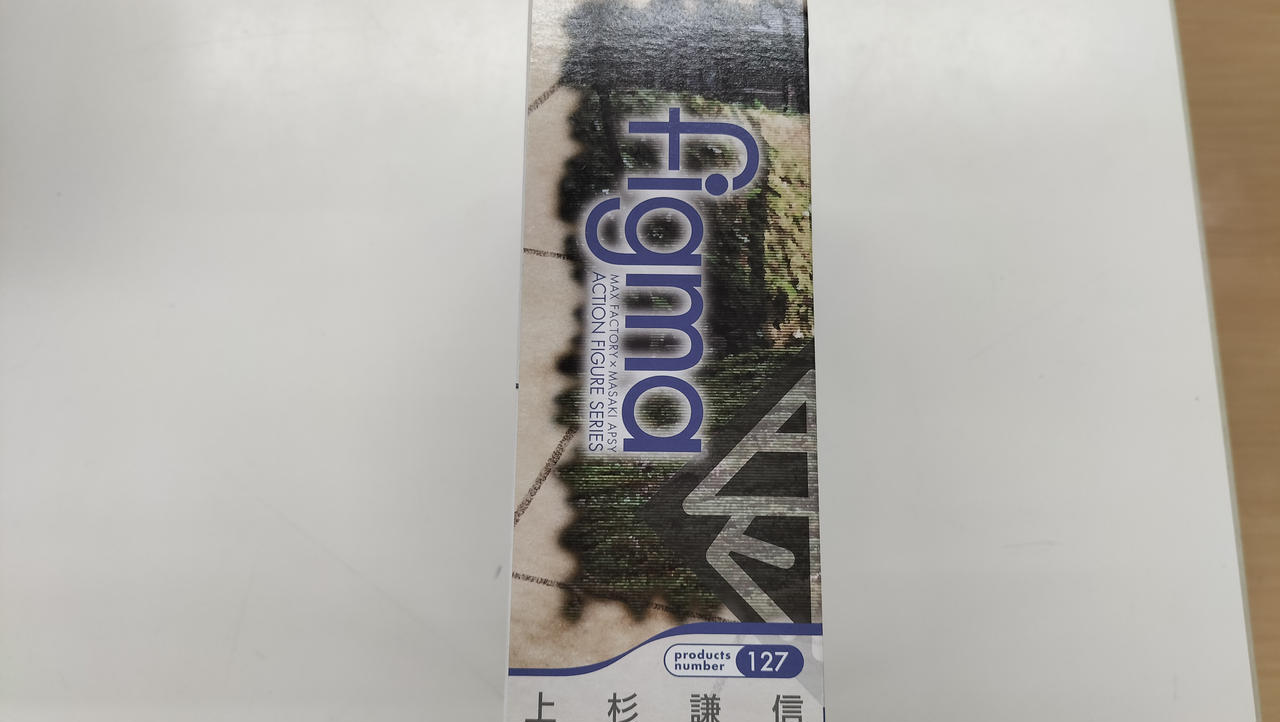 figma
MAX FACTORY × MASAKI APSY
ACTION FIGURE SERIES
products
number
127
上杉謙信